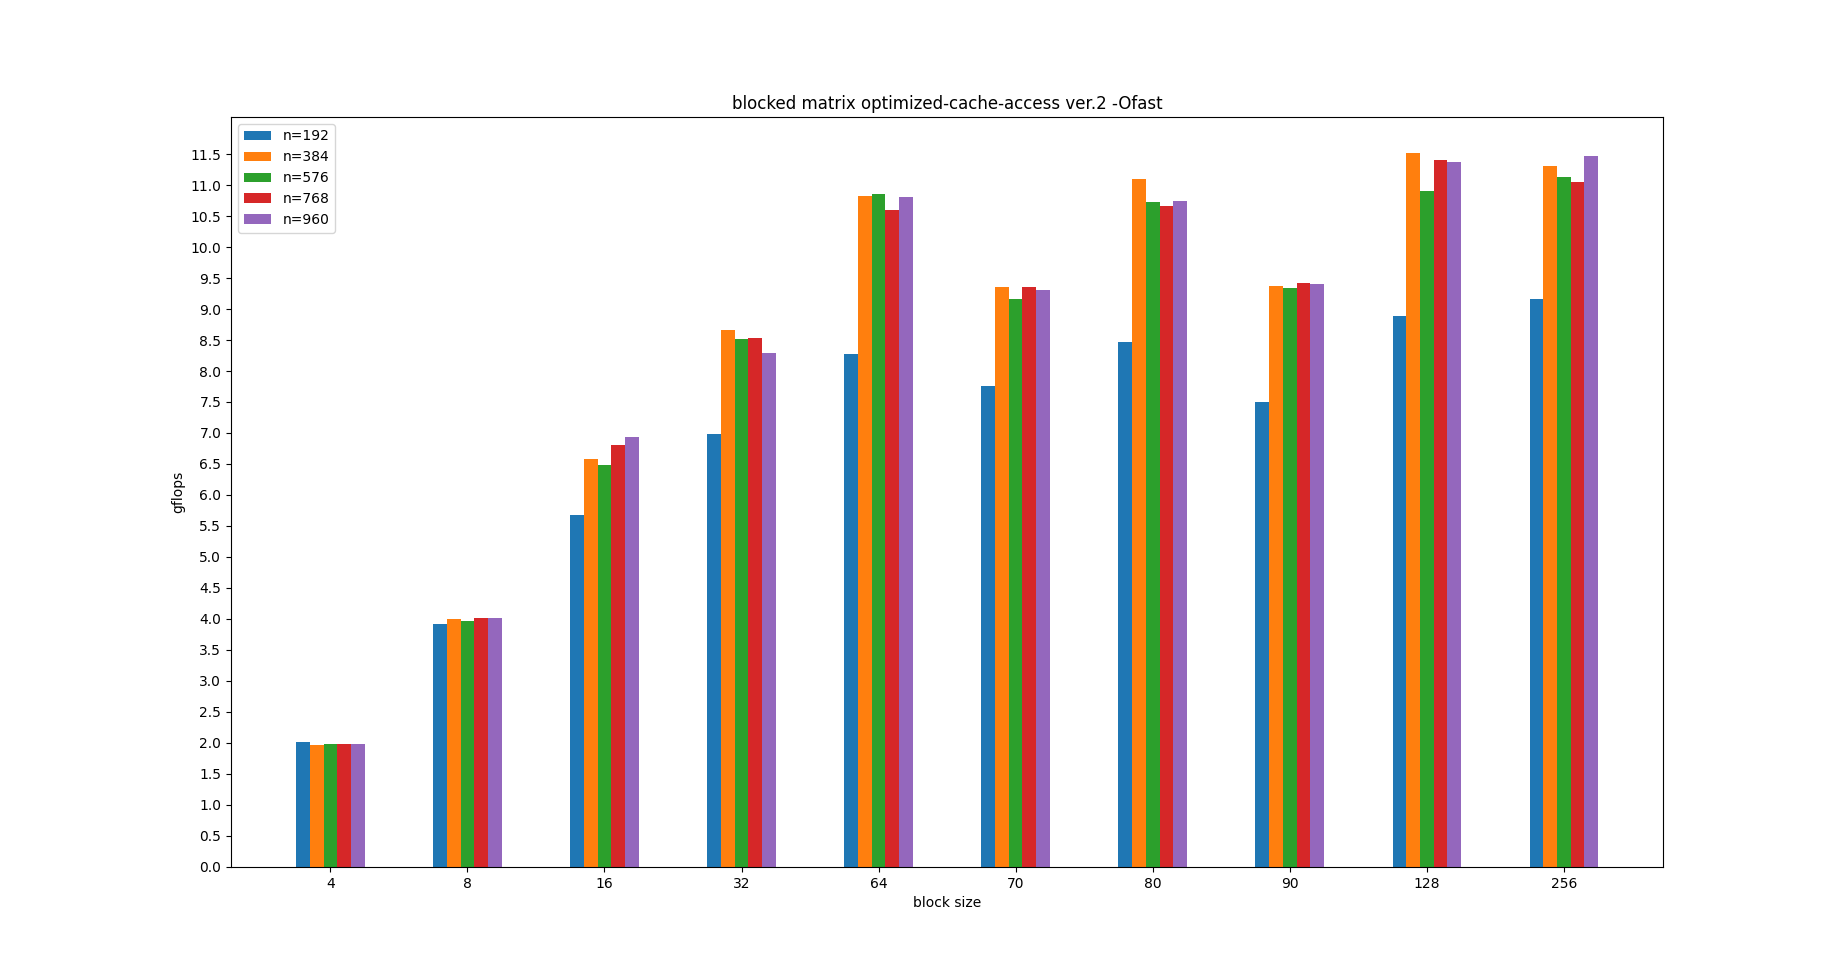 blocked matrix optimized-cache-access ver.2 -Ofast
n=192
n=384
n=576
n=768
n=960
11.5
11.0
10.5
10.0
9.5
9.0
8.5
8.0
7.5
7.0
6.5
6.0
5.5
5.0
4.5
4.0
3.5
3.0
2.5
2.0
1.5
1.0
0.5
0.0
gflops
4 8 16 32 64 70 80 90 128 256
block size